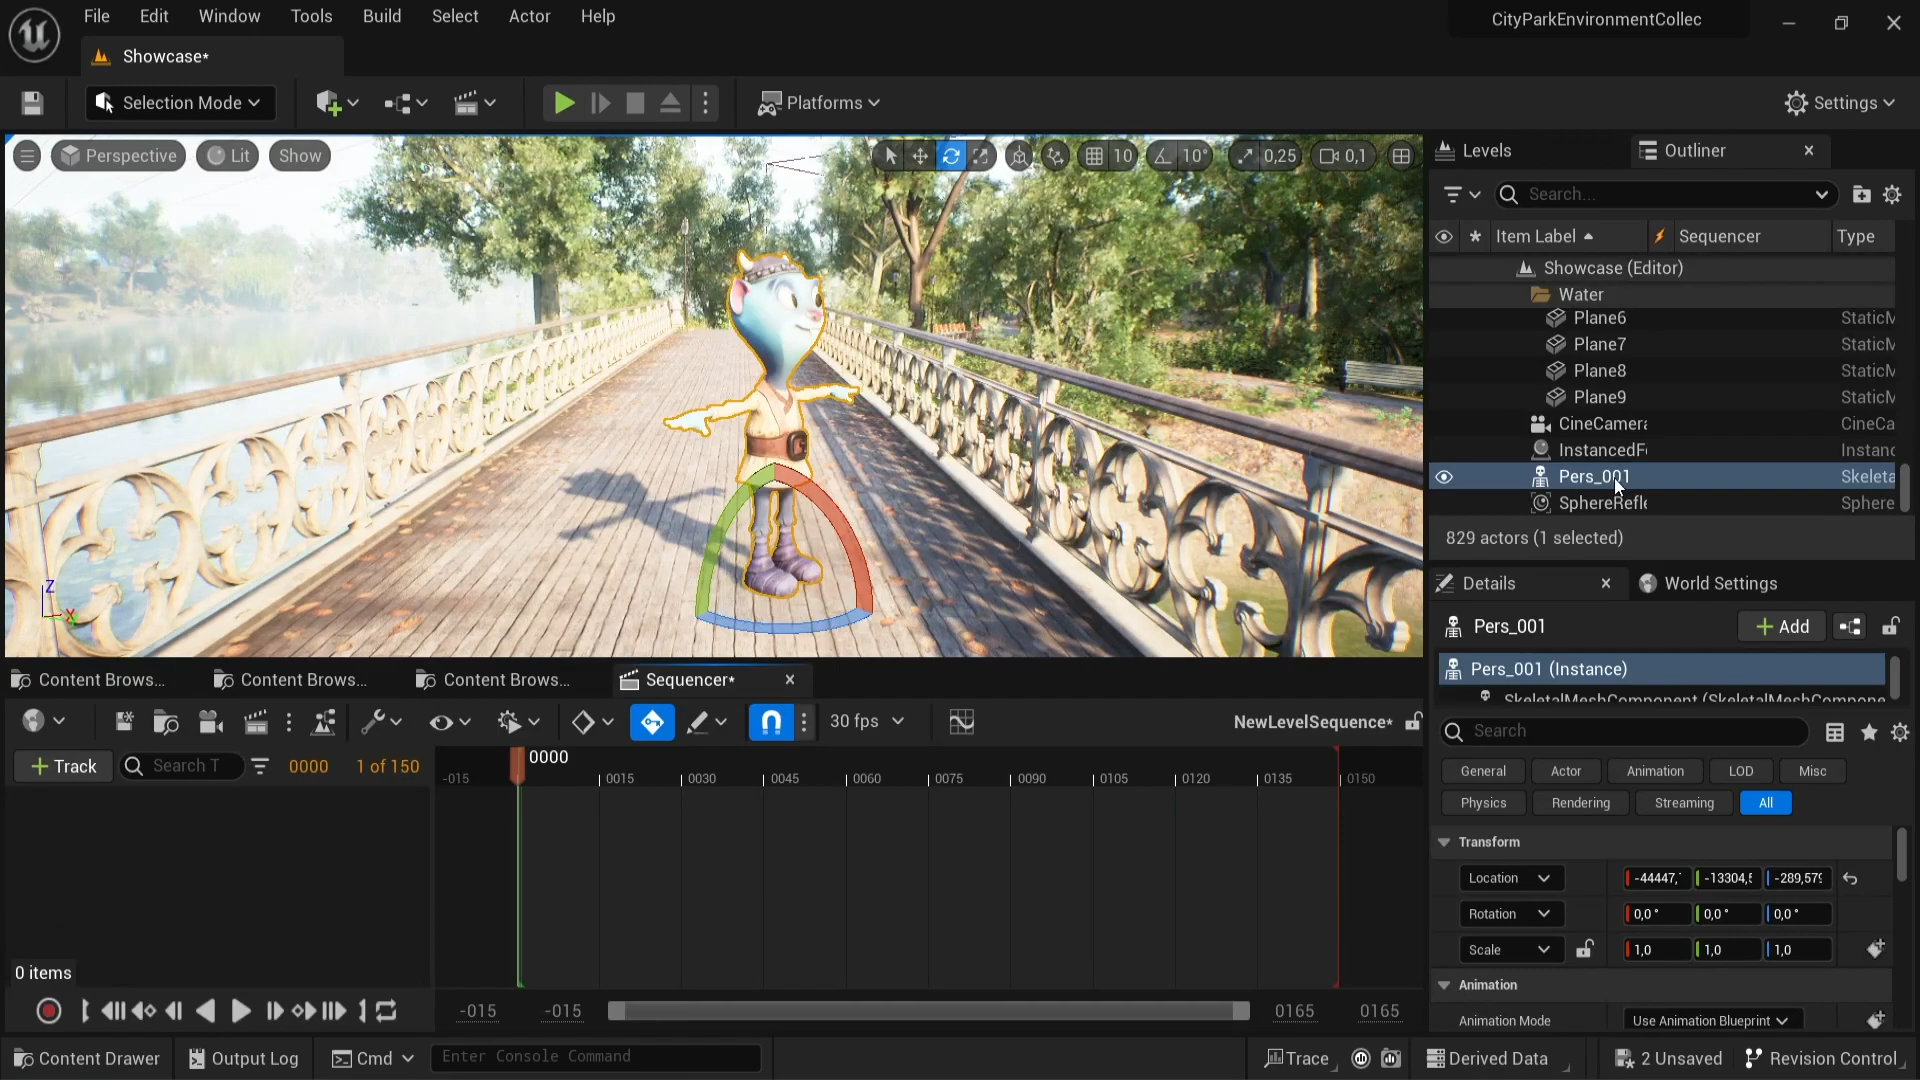 File Edit Window Tools Build Select Actor Help
CityParkEnvironmentCollec
Showcase*
Selection Mode
Platforms
Settings
Perspective Lit Show
10 10° 0,25 0,1
Levels Outliner
Search...
Item Label Sequencer Type
Showcase (Editor)
Water
Plane6 StaticM
Plane7 StaticM
Plane8 StaticM
Plane9 StaticM
CineCamera CineCa
InstancedF Instanc
Pers_001 Skeleta
SphereRefle Sphere
829 actors (1 selected)
Z
X
Details World Settings
Pers_001 Add
Pers_001 (Instance)
SkeletalMeshComponent (SkeletalMeshCompone
Search
General Actor Animation LOD Misc
Physics Rendering Streaming All
Transform
Location -44447, -13304,5 -289,579
Rotation 0,0 ° 0,0 ° 0,0 °
Scale 1,0 1,0 1,0
Animation
Animation Mode Use Animation Blueprint
Content Brows... Content Brows... Content Brows... Sequencer*
30 fps NewLevelSequence*
Track Search T 0000 1 of 150
0000
-015 0015 0030 0045 0060 0075 0090 0105 0120 0135 0150
0 items
-015 -015 0165 0165
Content Drawer Output Log Cmd Enter Console Command Trace Derived Data 2 Unsaved Revision Control